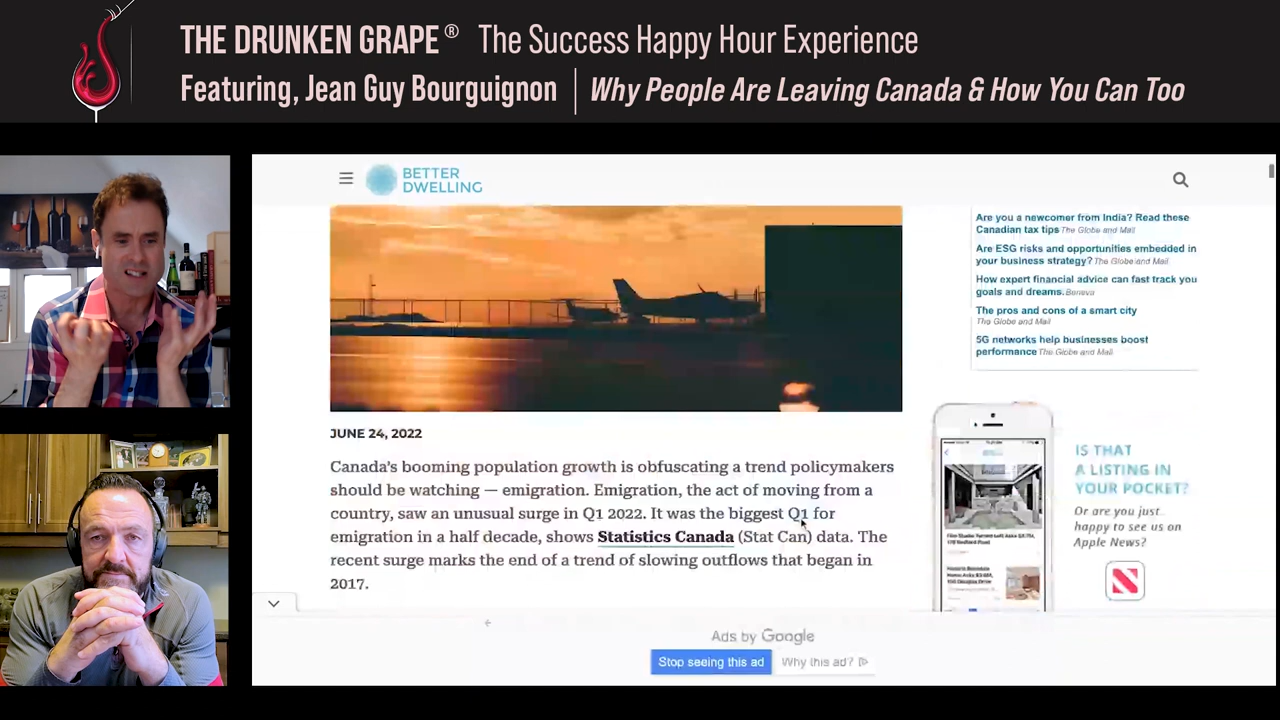 THE DRUNKEN GRAPE® The Success Happy Hour Experience
Featuring, Jean Guy Bourguignon | Why People Are Leaving Canada & How You Can Too
BETTER
DWELLING
Are you a newcomer from India? Read these
Canadian tax tips The Globe and Mail
Are ESG risks and opportunities embedded in
your business strategy? The Globe and Mail
How expert financial advice can fast track you
goals and dreams. Beneva
The pros and cons of a smart city
The Globe and Mail
5G networks help businesses boost
performance The Globe and Mail
JUNE 24, 2022
Canada's booming population growth is obfuscating a trend policymakers
should be watching — emigration. Emigration, the act of moving from a
country, saw an unusual surge in Q1 2022. It was the biggest Q1 for
emigration in a half decade, shows Statistics Canada (Stat Can) data. The
recent surge marks the end of a trend of slowing outflows that began in
2017.
IS THAT
A LISTING IN
YOUR POCKET?
Or are you just
happy to see us on
Apple News?
Ads by Google
Stop seeing this ad
Why this ad?